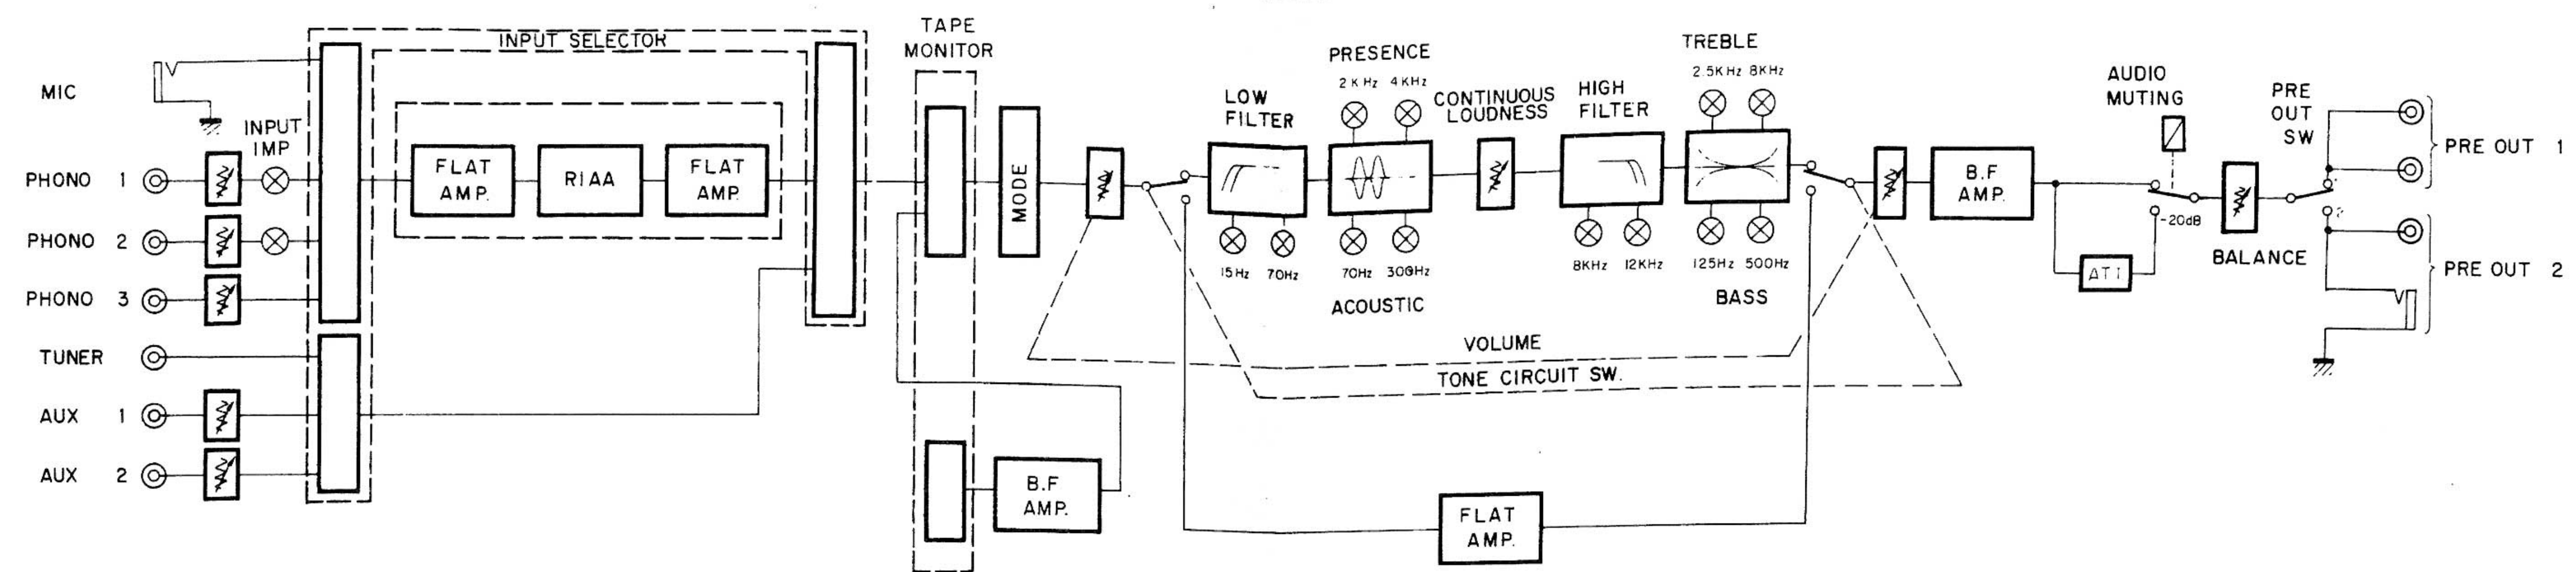 INPUT SELECTOR
MIC
INPUT
IMP
PHONO 1
PHONO 2
PHONO 3
TUNER
AUX 1
AUX 2
FLAT
AMP.
RIAA
FLAT
AMP.
TAPE
MONITOR
MODE
B.F
AMP.
LOW
FILTER
15Hz 70Hz
PRESENCE
2KHz 4KHz
70Hz 300Hz
ACOUSTIC
CONTINUOUS
LOUDNESS
HIGH
FILTER
8KHz 12KHz
TREBLE
2.5KHz 8KHz
125Hz 500Hz
BASS
VOLUME
TONE CIRCUIT SW.
FLAT
AMP.
B.F
AMP.
AUDIO
MUTING
-20dB
BALANCE
PRE
OUT
SW
PRE OUT 1
PRE OUT 2